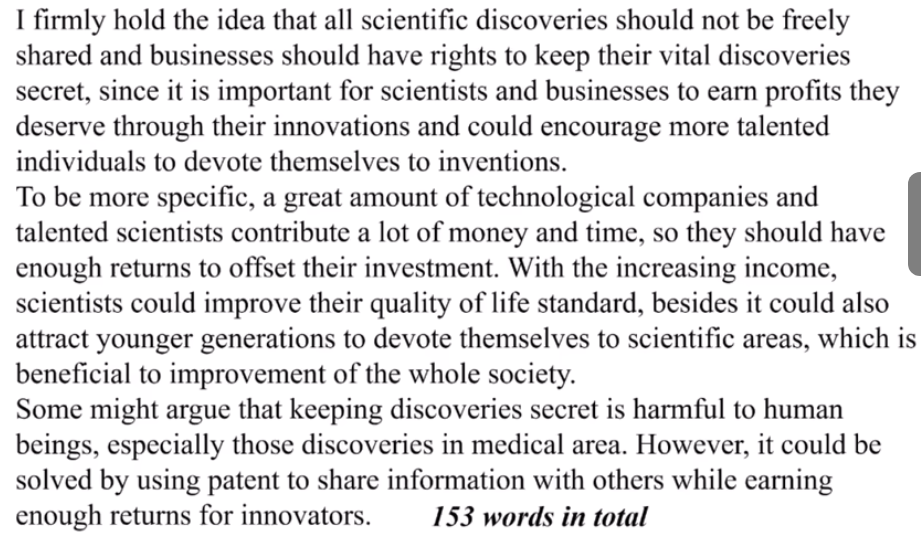 I firmly hold the idea that all scientific discoveries should not be freely
shared and businesses should have rights to keep their vital discoveries
secret, since it is important for scientists and businesses to earn profits they
deserve through their innovations and could encourage more talented
individuals to devote themselves to inventions.
To be more specific, a great amount of technological companies and
talented scientists contribute a lot of money and time, so they should have
enough returns to offset their investment. With the increasing income,
scientists could improve their quality of life standard, besides it could also
attract younger generations to devote themselves to scientific areas, which is
beneficial to improvement of the whole society.
Some might argue that keeping discoveries secret is harmful to human
beings, especially those discoveries in medical area. However, it could be
solved by using patent to share information with others while earning
enough returns for innovators. 153 words in total